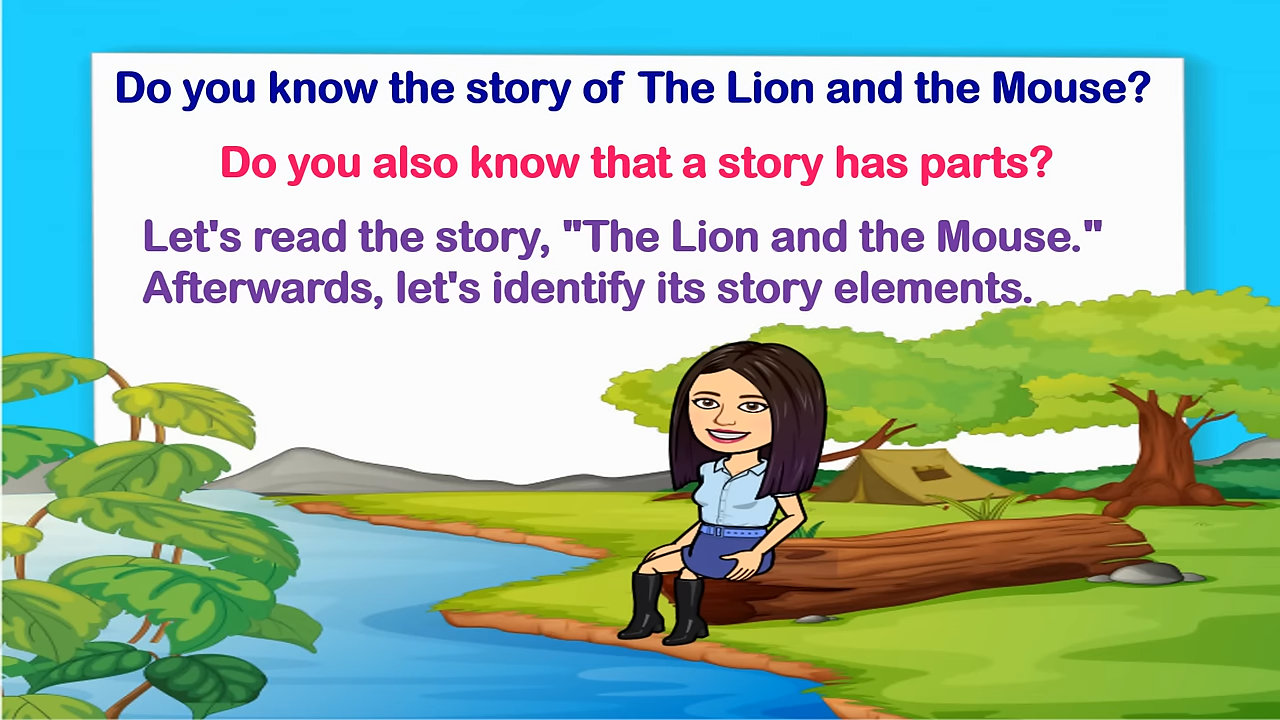 Do you know the story of The Lion and the Mouse?
Do you also know that a story has parts?
Let's read the story, "The Lion and the Mouse."
Afterwards, let's identify its story elements.